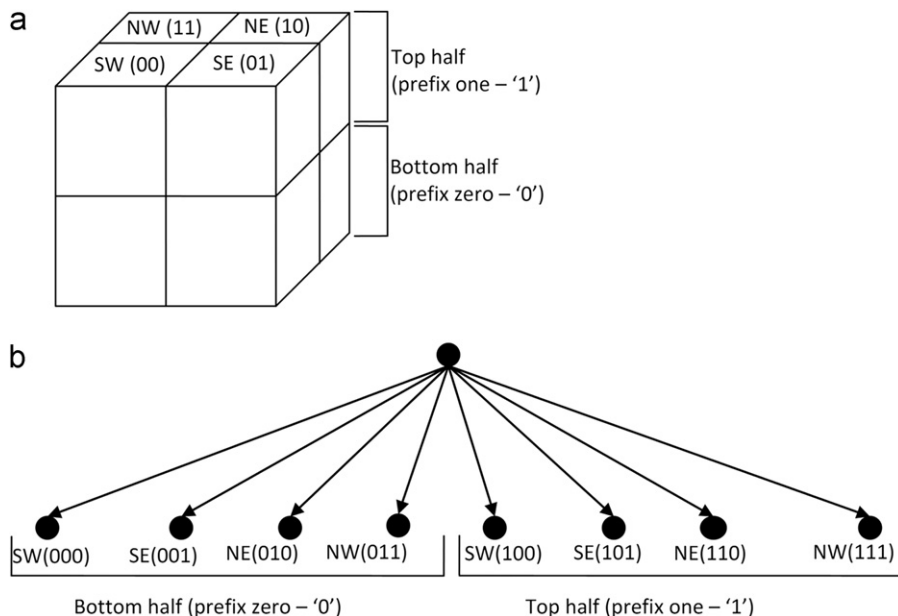 a
NW (11) NE (10)
SW (00) SE (01)
Top half
(prefix one – ‘1’)
Bottom half
(prefix zero – ‘0’)
b
SW(000) SE(001) NE(010) NW(011) SW(100) SE(101) NE(110) NW(111)
Bottom half (prefix zero – ‘0’) Top half (prefix one – ‘1’)